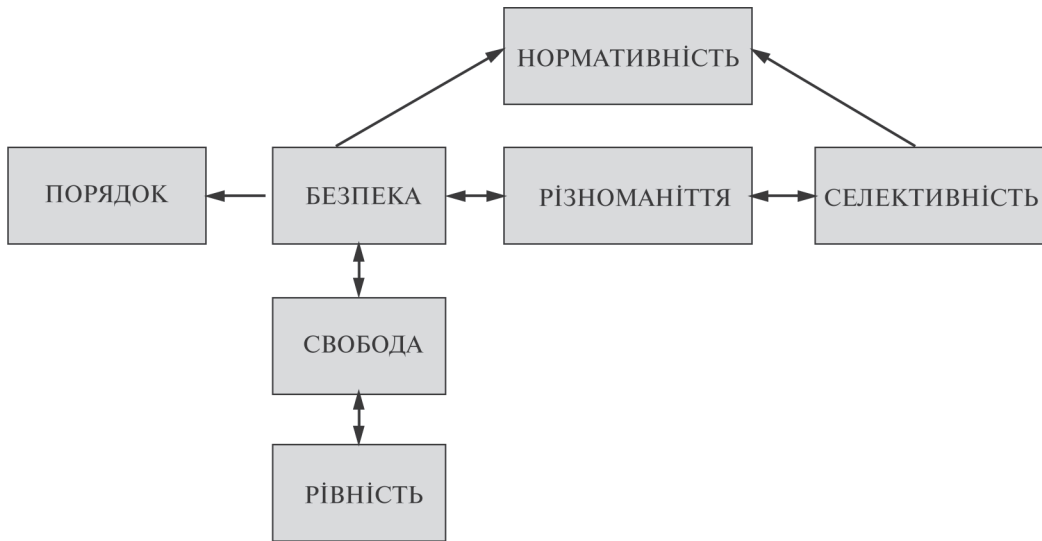 НОРМАТИВНІСТЬ
ПОРЯДОК
БЕЗПЕКА
РІЗНОМАНІТТЯ
СЕЛЕКТИВНІСТЬ
СВОБОДА
РІВНІСТЬ